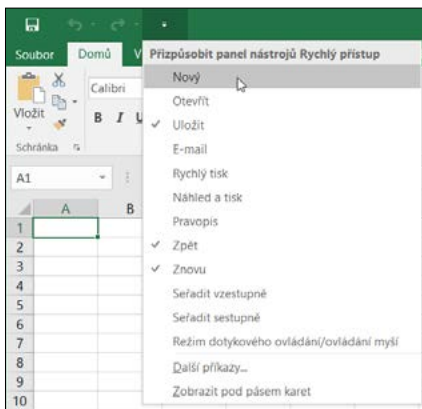 Soubor Domů V
Přizpůsobit panel nástrojů Rychlý přístup
Nový
Otevřít
Uložit
E-mail
Rychlý tisk
Náhled a tisk
Pravopis
Zpět
Znovu
Seřadit vzestupně
Seřadit sestupně
Režim dotykového ovládání/ovládání myší
Další příkazy...
Zobrazit pod pásem karet
Vložit
Calibri
B I U
Schránka
A1
A B
1
2
3
4
5
6
7
8
9
10